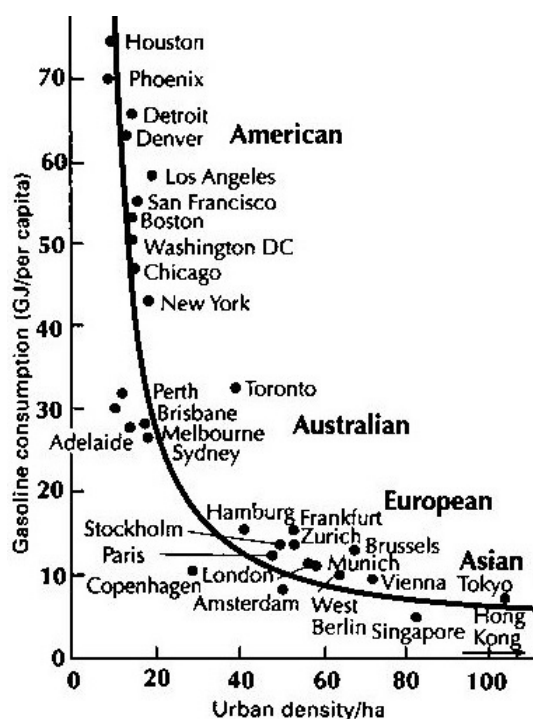 Gasoline consumption (GJ/per capita)
70
60
50
40
30
20
10
0
Houston
Phoenix
Detroit
Denver
American
Los Angeles
San Francisco
Boston
Washington DC
Chicago
New York
Perth
Toronto
Brisbane
Australian
Adelaide
Melbourne
Sydney
European
Hamburg
Frankfurt
Stockholm
Zurich
Brussels
Asian
Paris
Munich
Copenhagen
London
Vienna
Tokyo
Amsterdam
West
Berlin
Singapore
Hong
Kong
0
20
40
60
80
100
Urban density/ha